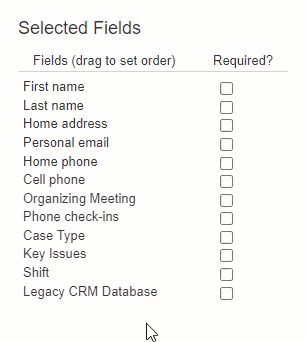 Selected Fields
Fields (drag to set order) Required?
First name
Last name
Home address
Personal email
Home phone
Cell phone
Organizing Meeting
Phone check-ins
Case Type
Key Issues
Shift
Legacy CRM Database